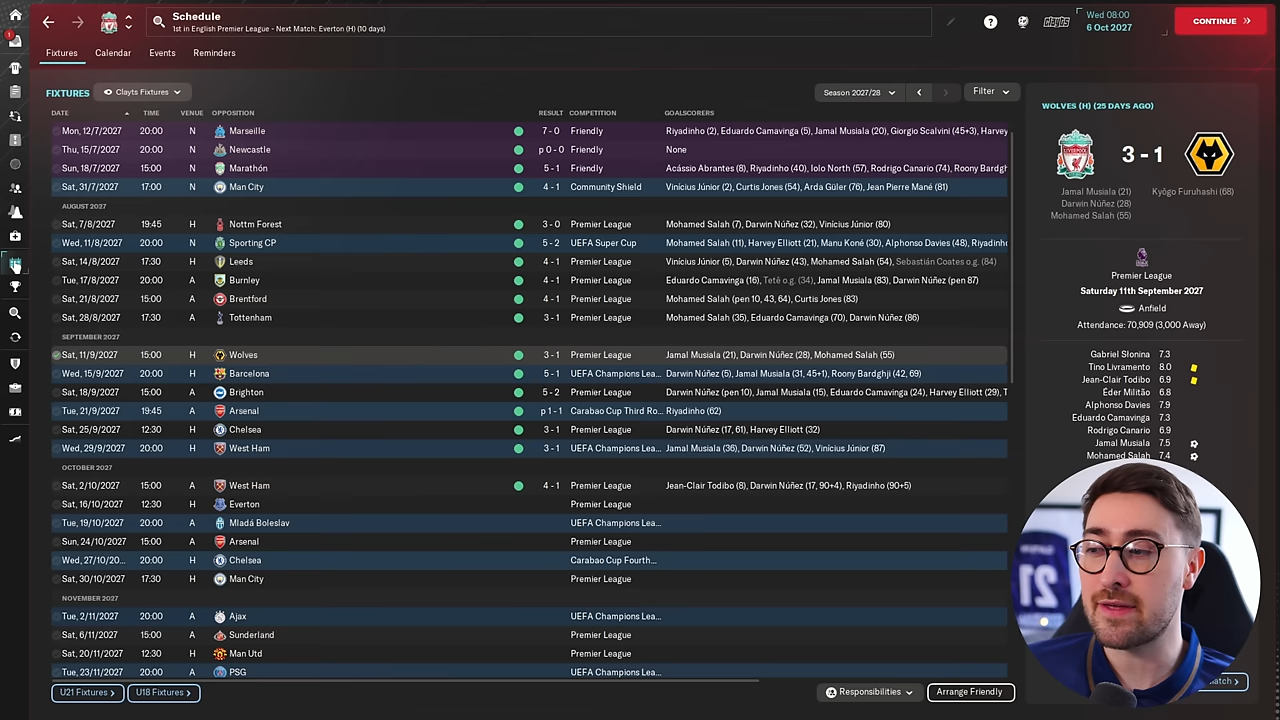 Schedule
1st in English Premier League - Next Match: Everton (H) (10 days)
clayts
Wed 08:00
6 Oct 2027
CONTINUE
1
Fixtures Calendar Events Reminders
FIXTURES Clayts Fixtures Season 2027/28 Filter
DATE TIME VENUE OPPOSITION RESULT COMPETITION GOALSCORERS
Mon, 12/7/2027 20:00 N Marseille 7 - 0 Friendly Riyadinho (2), Eduardo Camavinga (5), Jamal Musiala (20), Giorgio Scalvini (45+3), Harvey
Thu, 15/7/2027 20:00 N Newcastle p 0 - 0 Friendly None
Sun, 18/7/2027 15:00 N Marathón 5 - 1 Friendly Acássio Abrantes (8), Riyadinho (40), Iolo North (57), Rodrigo Canario (74), Roony Bardgh
Sat, 31/7/2027 17:00 N Man City 4 - 1 Community Shield Vinícius Júnior (2), Curtis Jones (54), Arda Güler (76), Jean Pierre Mané (81)
AUGUST 2027
Sat, 7/8/2027 19:45 H Nottm Forest 3 - 0 Premier League Mohamed Salah (7), Darwin Núñez (32), Vinícius Júnior (80)
Wed, 11/8/2027 20:00 N Sporting CP 5 - 2 UEFA Super Cup Mohamed Salah (11), Harvey Elliott (21), Manu Koné (30), Alphonso Davies (48), Riyadinho
Sat, 14/8/2027 17:30 H Leeds 4 - 1 Premier League Vinícius Júnior (5), Darwin Núñez (43), Mohamed Salah (54), Sebastián Coates o.g. (84)
Tue, 17/8/2027 20:00 A Burnley 4 - 1 Premier League Eduardo Camavinga (16), Tetê o.g. (34), Jamal Musiala (83), Darwin Núñez (pen 87)
Sat, 21/8/2027 15:00 A Brentford 4 - 1 Premier League Mohamed Salah (pen 10, 43, 64), Curtis Jones (83)
Sat, 28/8/2027 17:30 A Tottenham 3 - 1 Premier League Mohamed Salah (35), Eduardo Camavinga (70), Darwin Núñez (86)
SEPTEMBER 2027
Sat, 11/9/2027 15:00 H Wolves 3 - 1 Premier League Jamal Musiala (21), Darwin Núñez (28), Mohamed Salah (55)
Wed, 15/9/2027 20:00 H Barcelona 5 - 1 UEFA Champions Lea... Darwin Núñez (5), Jamal Musiala (31, 45+1), Roony Bardghji (42, 69)
Sat, 18/9/2027 15:00 A Brighton 5 - 2 Premier League Darwin Núñez (pen 10), Jamal Musiala (15), Eduardo Camavinga (24), Harvey Elliott (29), T
Tue, 21/9/2027 19:45 A Arsenal p 1 - 1 Carabao Cup Third Ro... Riyadinho (62)
Sat, 25/9/2027 12:30 H Chelsea 3 - 1 Premier League Darwin Núñez (17, 61), Harvey Elliott (32)
Wed, 29/9/2027 20:00 H West Ham 3 - 1 UEFA Champions Lea... Jamal Musiala (36), Darwin Núñez (52), Vinícius Júnior (87)
OCTOBER 2027
Sat, 2/10/2027 15:00 A West Ham 4 - 1 Premier League Jean-Clair Todibo (8), Darwin Núñez (17, 90+4), Riyadinho (90+5)
Sat, 16/10/2027 12:30 H Everton Premier League
Tue, 19/10/2027 20:00 A Mladá Boleslav UEFA Champions Lea...
Sun, 24/10/2027 15:00 A Arsenal Premier League
Wed, 27/10/20... 20:00 H Chelsea Carabao Cup Fourth...
Sat, 30/10/2027 17:30 H Man City Premier League
NOVEMBER 2027
Tue, 2/11/2027 20:00 A Ajax UEFA Champions Lea...
Sat, 6/11/2027 15:00 A Sunderland Premier League
Sat, 20/11/2027 12:30 H Man Utd Premier League
Tue, 23/11/2027 20:00 A PSG UEFA Champions Lea...
U21 Fixtures U18 Fixtures Responsibilities Arrange Friendly
WOLVES (H) (25 DAYS AGO)
3 - 1
Jamal Musiala (21) Kyōgo Furuhashi (68)
Darwin Núñez (28)
Mohamed Salah (55)
Premier League
Saturday 11th September 2027
Anfield
Attendance: 70,909 (3,000 Away)
Gabriel Slonina 7.3
Tino Livramento 8.0
Jean-Clair Todibo 6.9
Éder Militão 6.8
Alphonso Davies 7.9
Eduardo Camavinga 7.3
Rodrigo Canario 6.9
Jamal Musiala 7.5
Mohamed Salah 7.4
21
atch